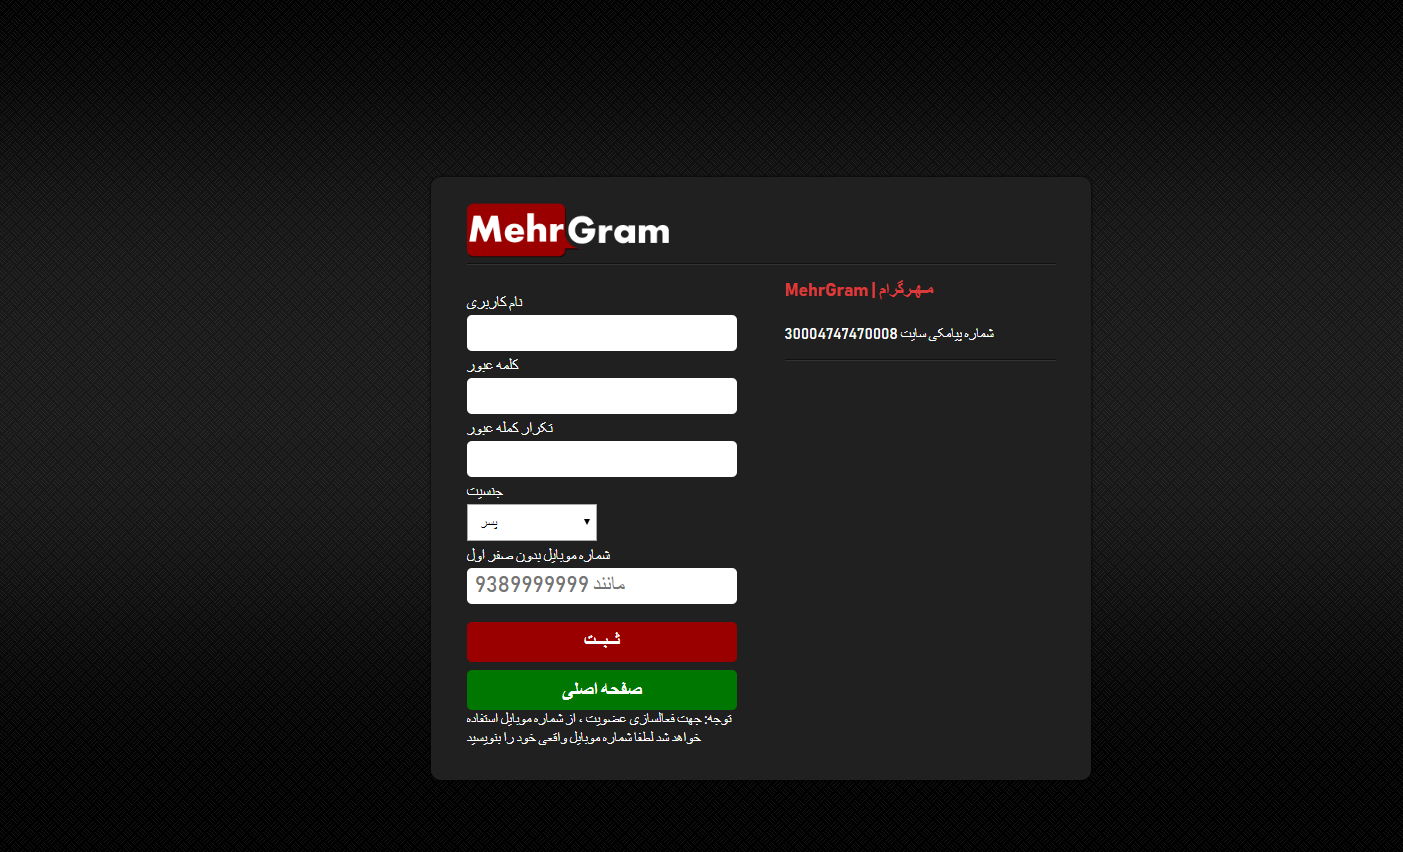 MehrGram
نام کاربری
کلمه عبور
تکرار کمله عبور
جنسیت
پسر
شماره موبایل بدون صفر اول
مانند 9389999999
ثـبـت
صفحه اصلی
توجه: جهت فعالسازی عضویت ، از شماره موبایل استفاده
خواهد شد لطفا شماره موبایل واقعی خود را بنویسید
مـهـرگرام | MehrGram
شماره پیامکی سایت 30004747470008